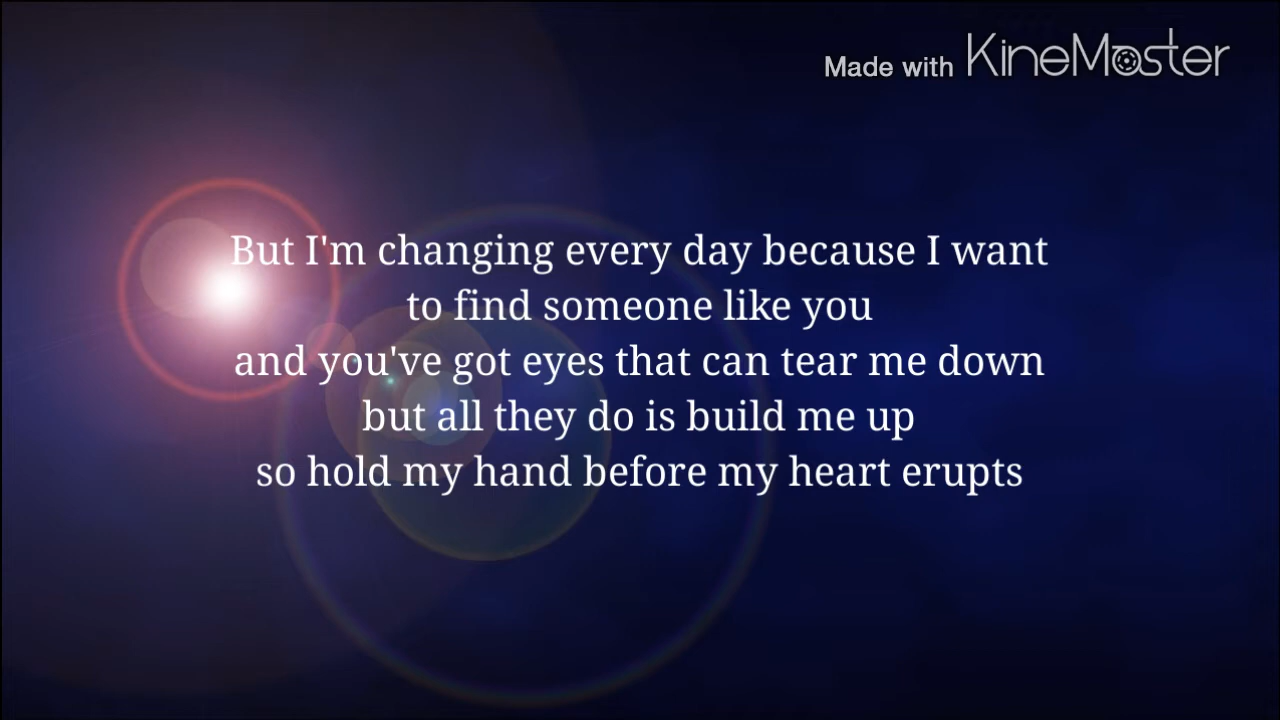 Made with KineMaster
But I'm changing every day because I want
to find someone like you
and you've got eyes that can tear me down
but all they do is build me up
so hold my hand before my heart erupts